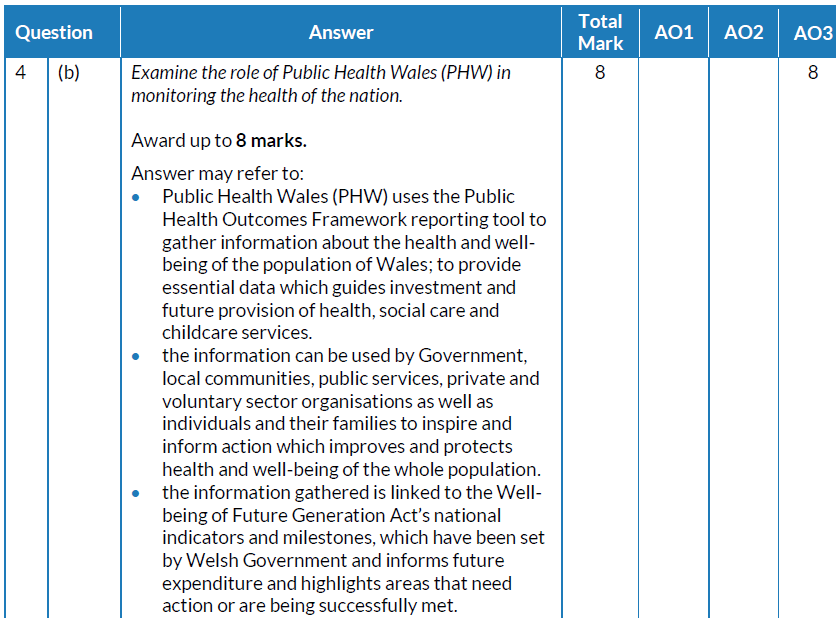 Question Answer Total Mark AO1 AO2 AO3
4 (b) Examine the role of Public Health Wales (PHW) in 8 8
monitoring the health of the nation.
Award up to 8 marks.
Answer may refer to:
• Public Health Wales (PHW) uses the Public
Health Outcomes Framework reporting tool to
gather information about the health and well-
being of the population of Wales; to provide
essential data which guides investment and
future provision of health, social care and
childcare services.
• the information can be used by Government,
local communities, public services, private and
voluntary sector organisations as well as
individuals and their families to inspire and
inform action which improves and protects
health and well-being of the whole population.
• the information gathered is linked to the Well-
being of Future Generation Act's national
indicators and milestones, which have been set
by Welsh Government and informs future
expenditure and highlights areas that need
action or are being successfully met.